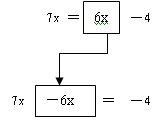 7x = 6x －4
7x －6x = －4